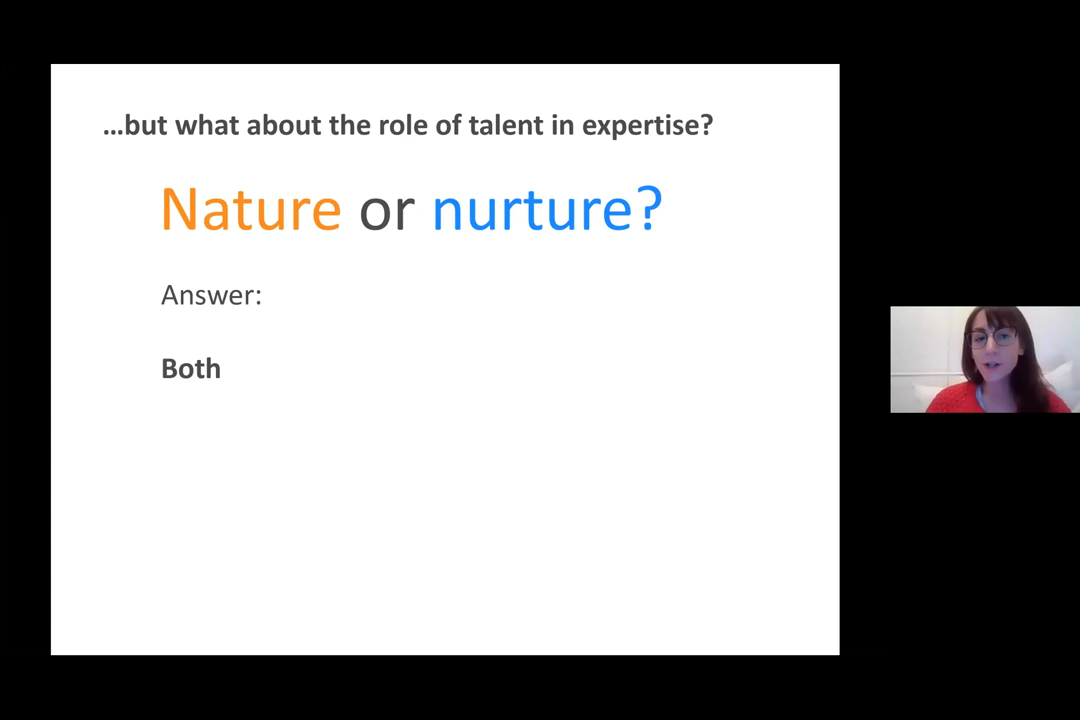 …but what about the role of talent in expertise?
Nature or nurture?
Answer:
Both